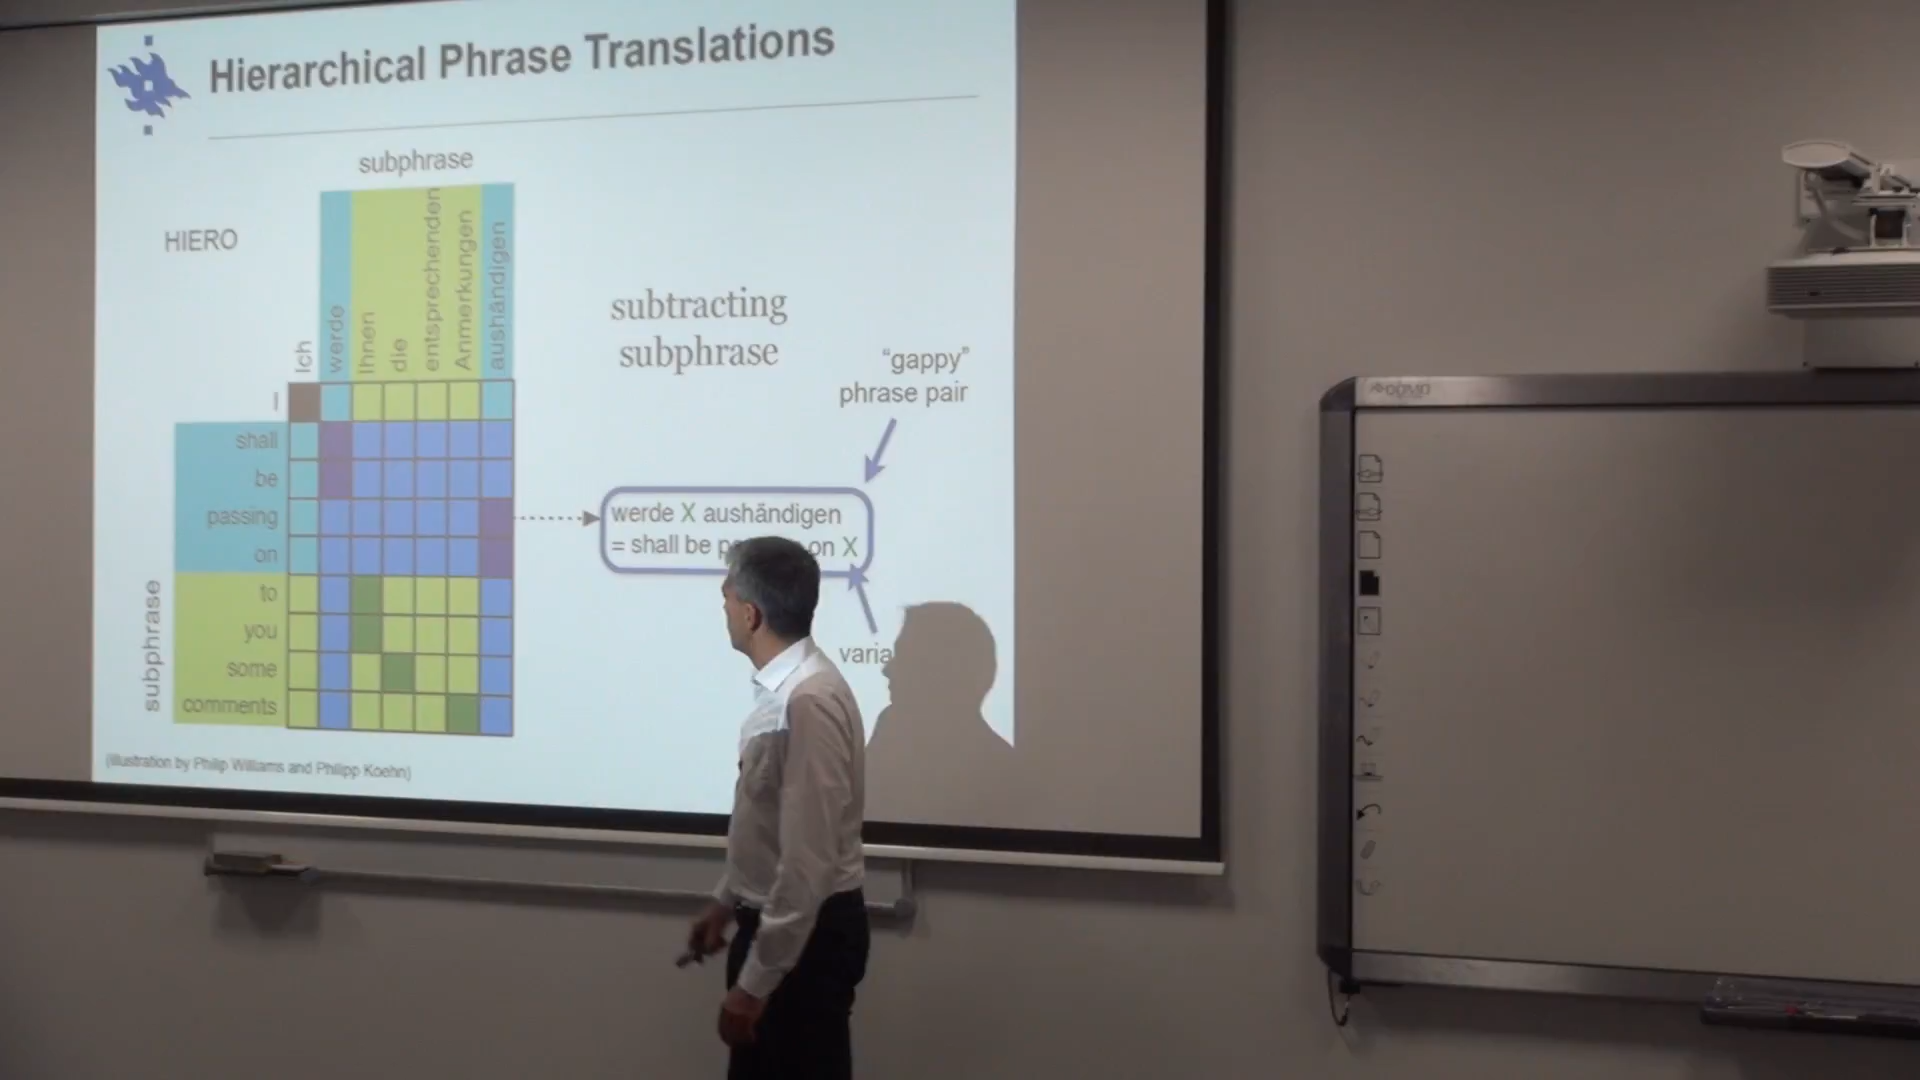 Hierarchical Phrase Translations
subphrase
HIERO
Ich
werde
Ihnen
die
entsprechenden
Anmerkungen
aushändigen
I
shall
be
passing
on
to
you
some
comments
subphrase
subtracting
subphrase
“gappy”
phrase pair
werde X aushändigen
= shall be on X
(illustration by Philip Williams and Philipp Koehn)